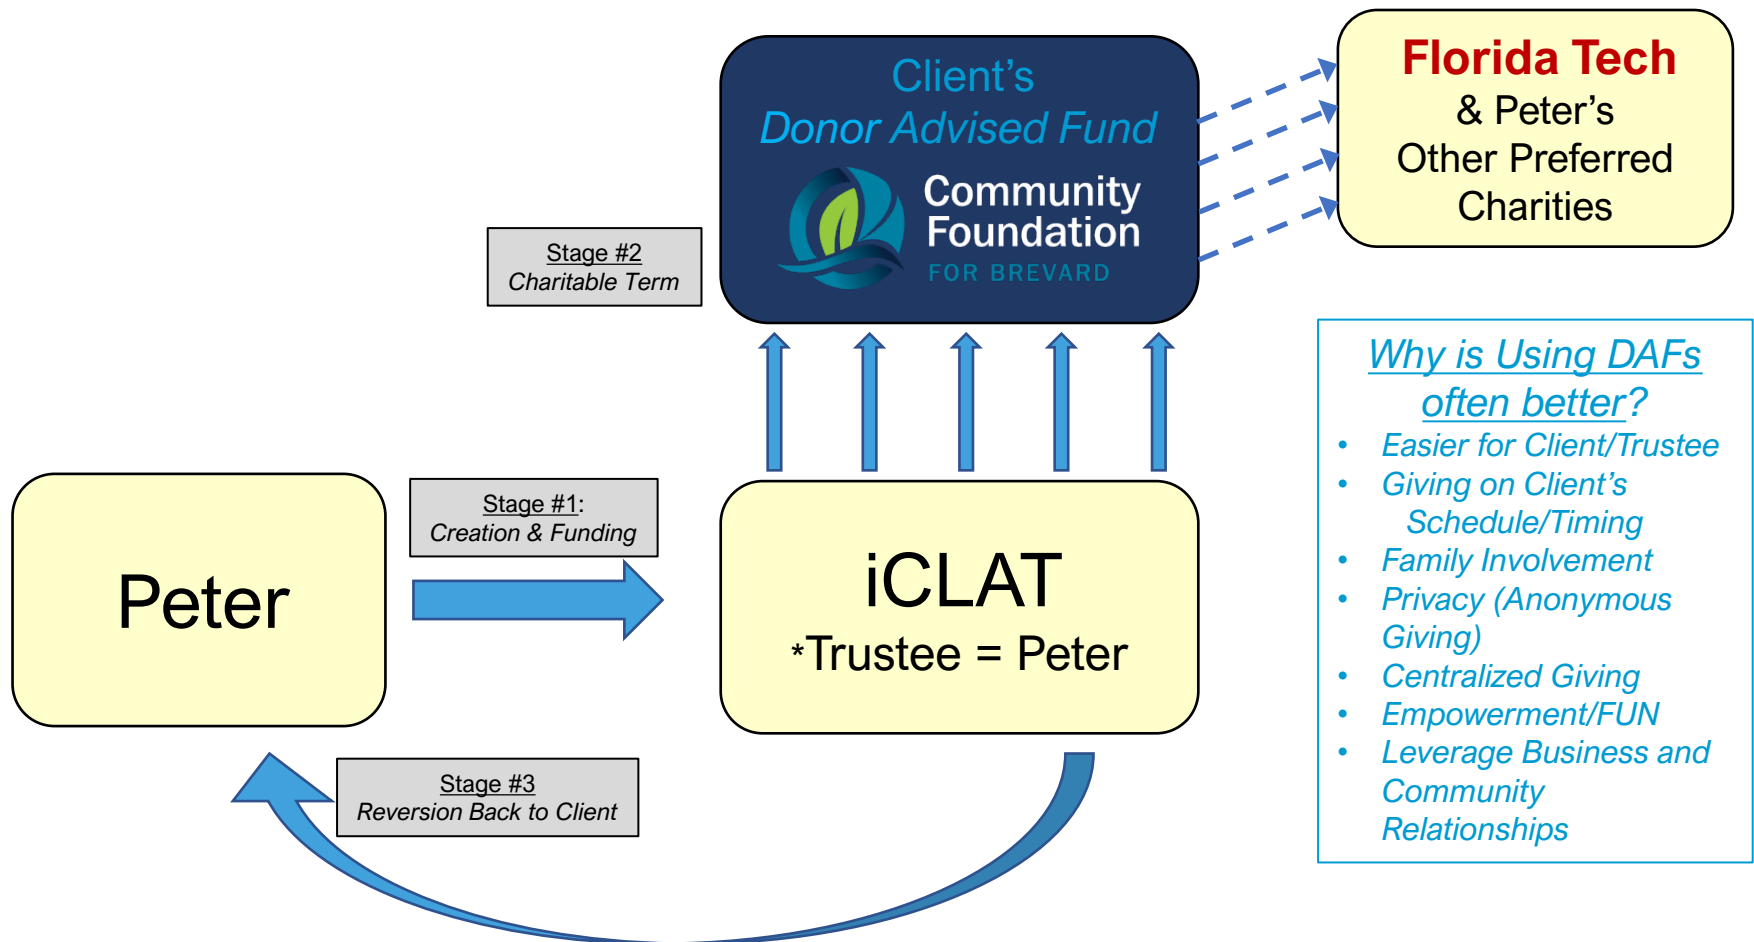 Client's
Donor Advised Fund
Community
Foundation
FOR BREVARD
Florida Tech
& Peter's
Other Preferred
Charities
Stage #2
Charitable Term
Why is Using DAFs
often better?
• Easier for Client/Trustee
• Giving on Client's
Schedule/Timing
• Family Involvement
• Privacy (Anonymous
Giving)
• Centralized Giving
• Empowerment/FUN
• Leverage Business and
Community
Relationships
Peter
Stage #1:
Creation & Funding
iCLAT
*Trustee = Peter
Stage #3
Reversion Back to Client